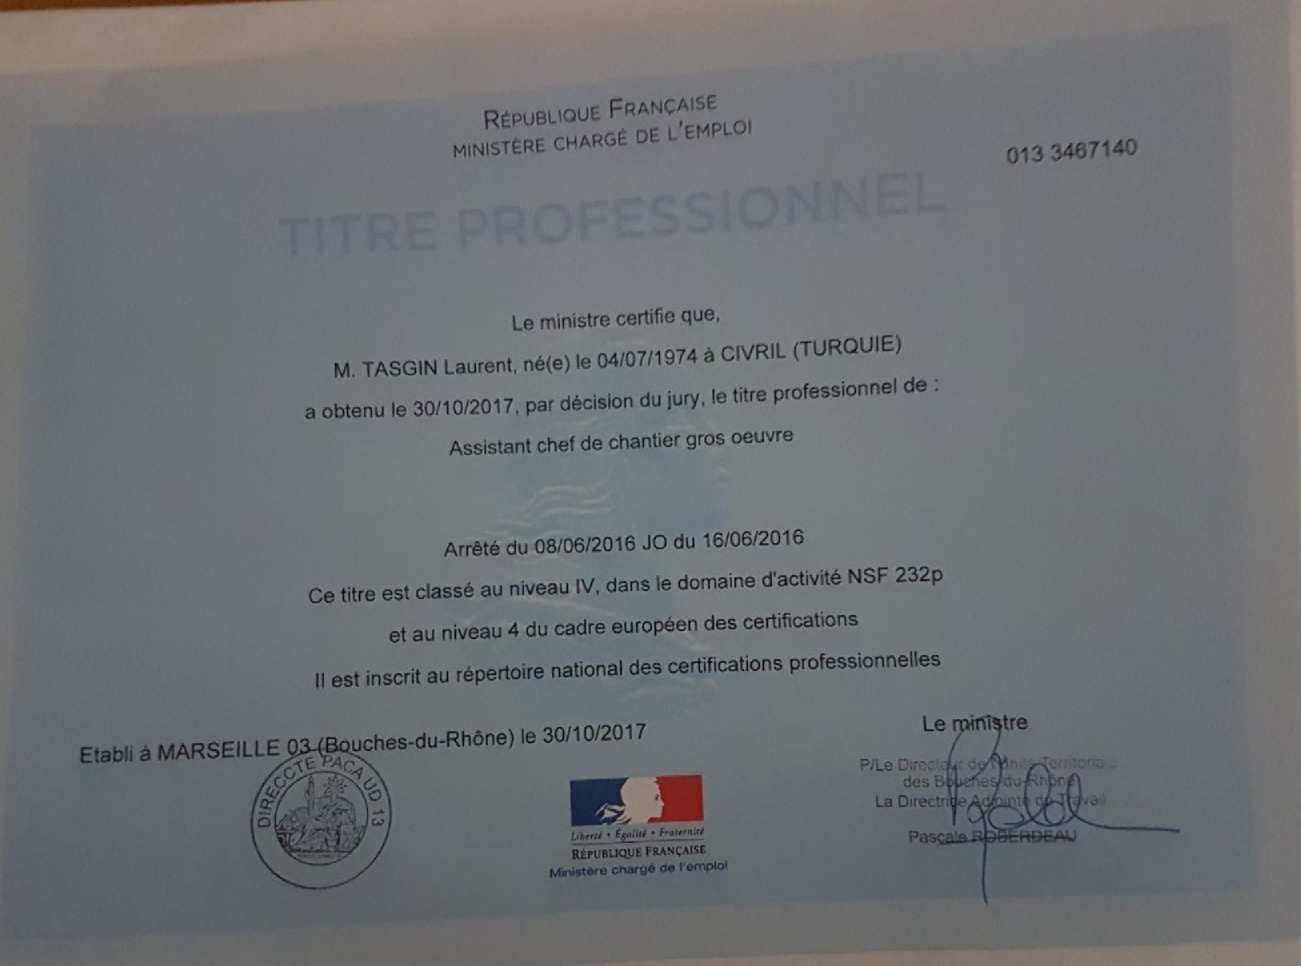 RÉPUBLIQUE FRANÇAISE
MINISTÈRE CHARGÉ DE L'EMPLOI
013 3467140
TITRE PROFESSIONNEL
Le ministre certifie que,
M. TASGIN Laurent, né(e) le 04/07/1974 à CIVRIL (TURQUIE)
a obtenu le 30/10/2017, par décision du jury, le titre professionnel de :
Assistant chef de chantier gros oeuvre
Arrêté du 08/06/2016 JO du 16/06/2016
Ce titre est classé au niveau IV, dans le domaine d'activité NSF 232p
et au niveau 4 du cadre européen des certifications
Il est inscrit au répertoire national des certifications professionnelles
Etabli à MARSEILLE 03 (Bouches-du-Rhône) le 30/10/2017
DIRECCTE PACA UD 13
Liberté • Égalité • Fraternité
RÉPUBLIQUE FRANÇAISE
Ministère chargé de l'emploi
Le ministre
P/Le Directeur de l'Unité
des Bouches-du-Rhône
La Directrice Adjointe du Travail
Pascale ROBERDEAU